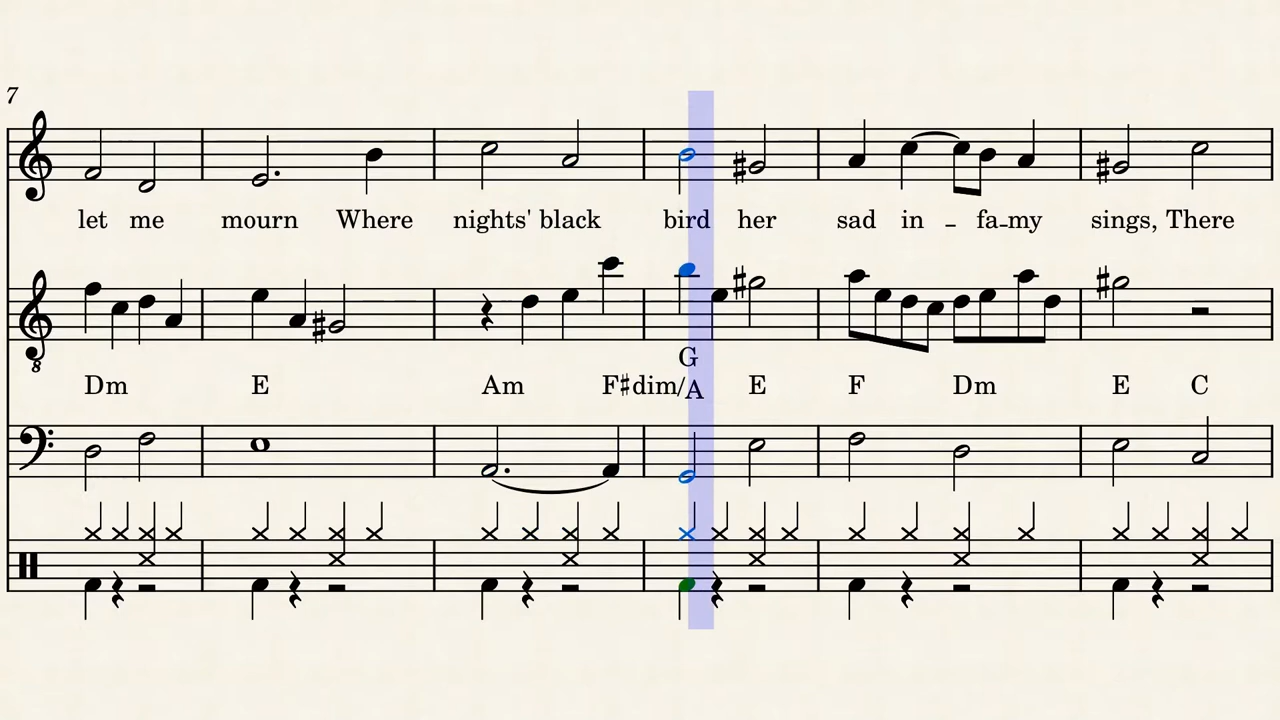 7
let me mourn Where nights' black bird her sad in - fa-my sings, There
8
G
Dm E Am F♯dim/A E F Dm E C